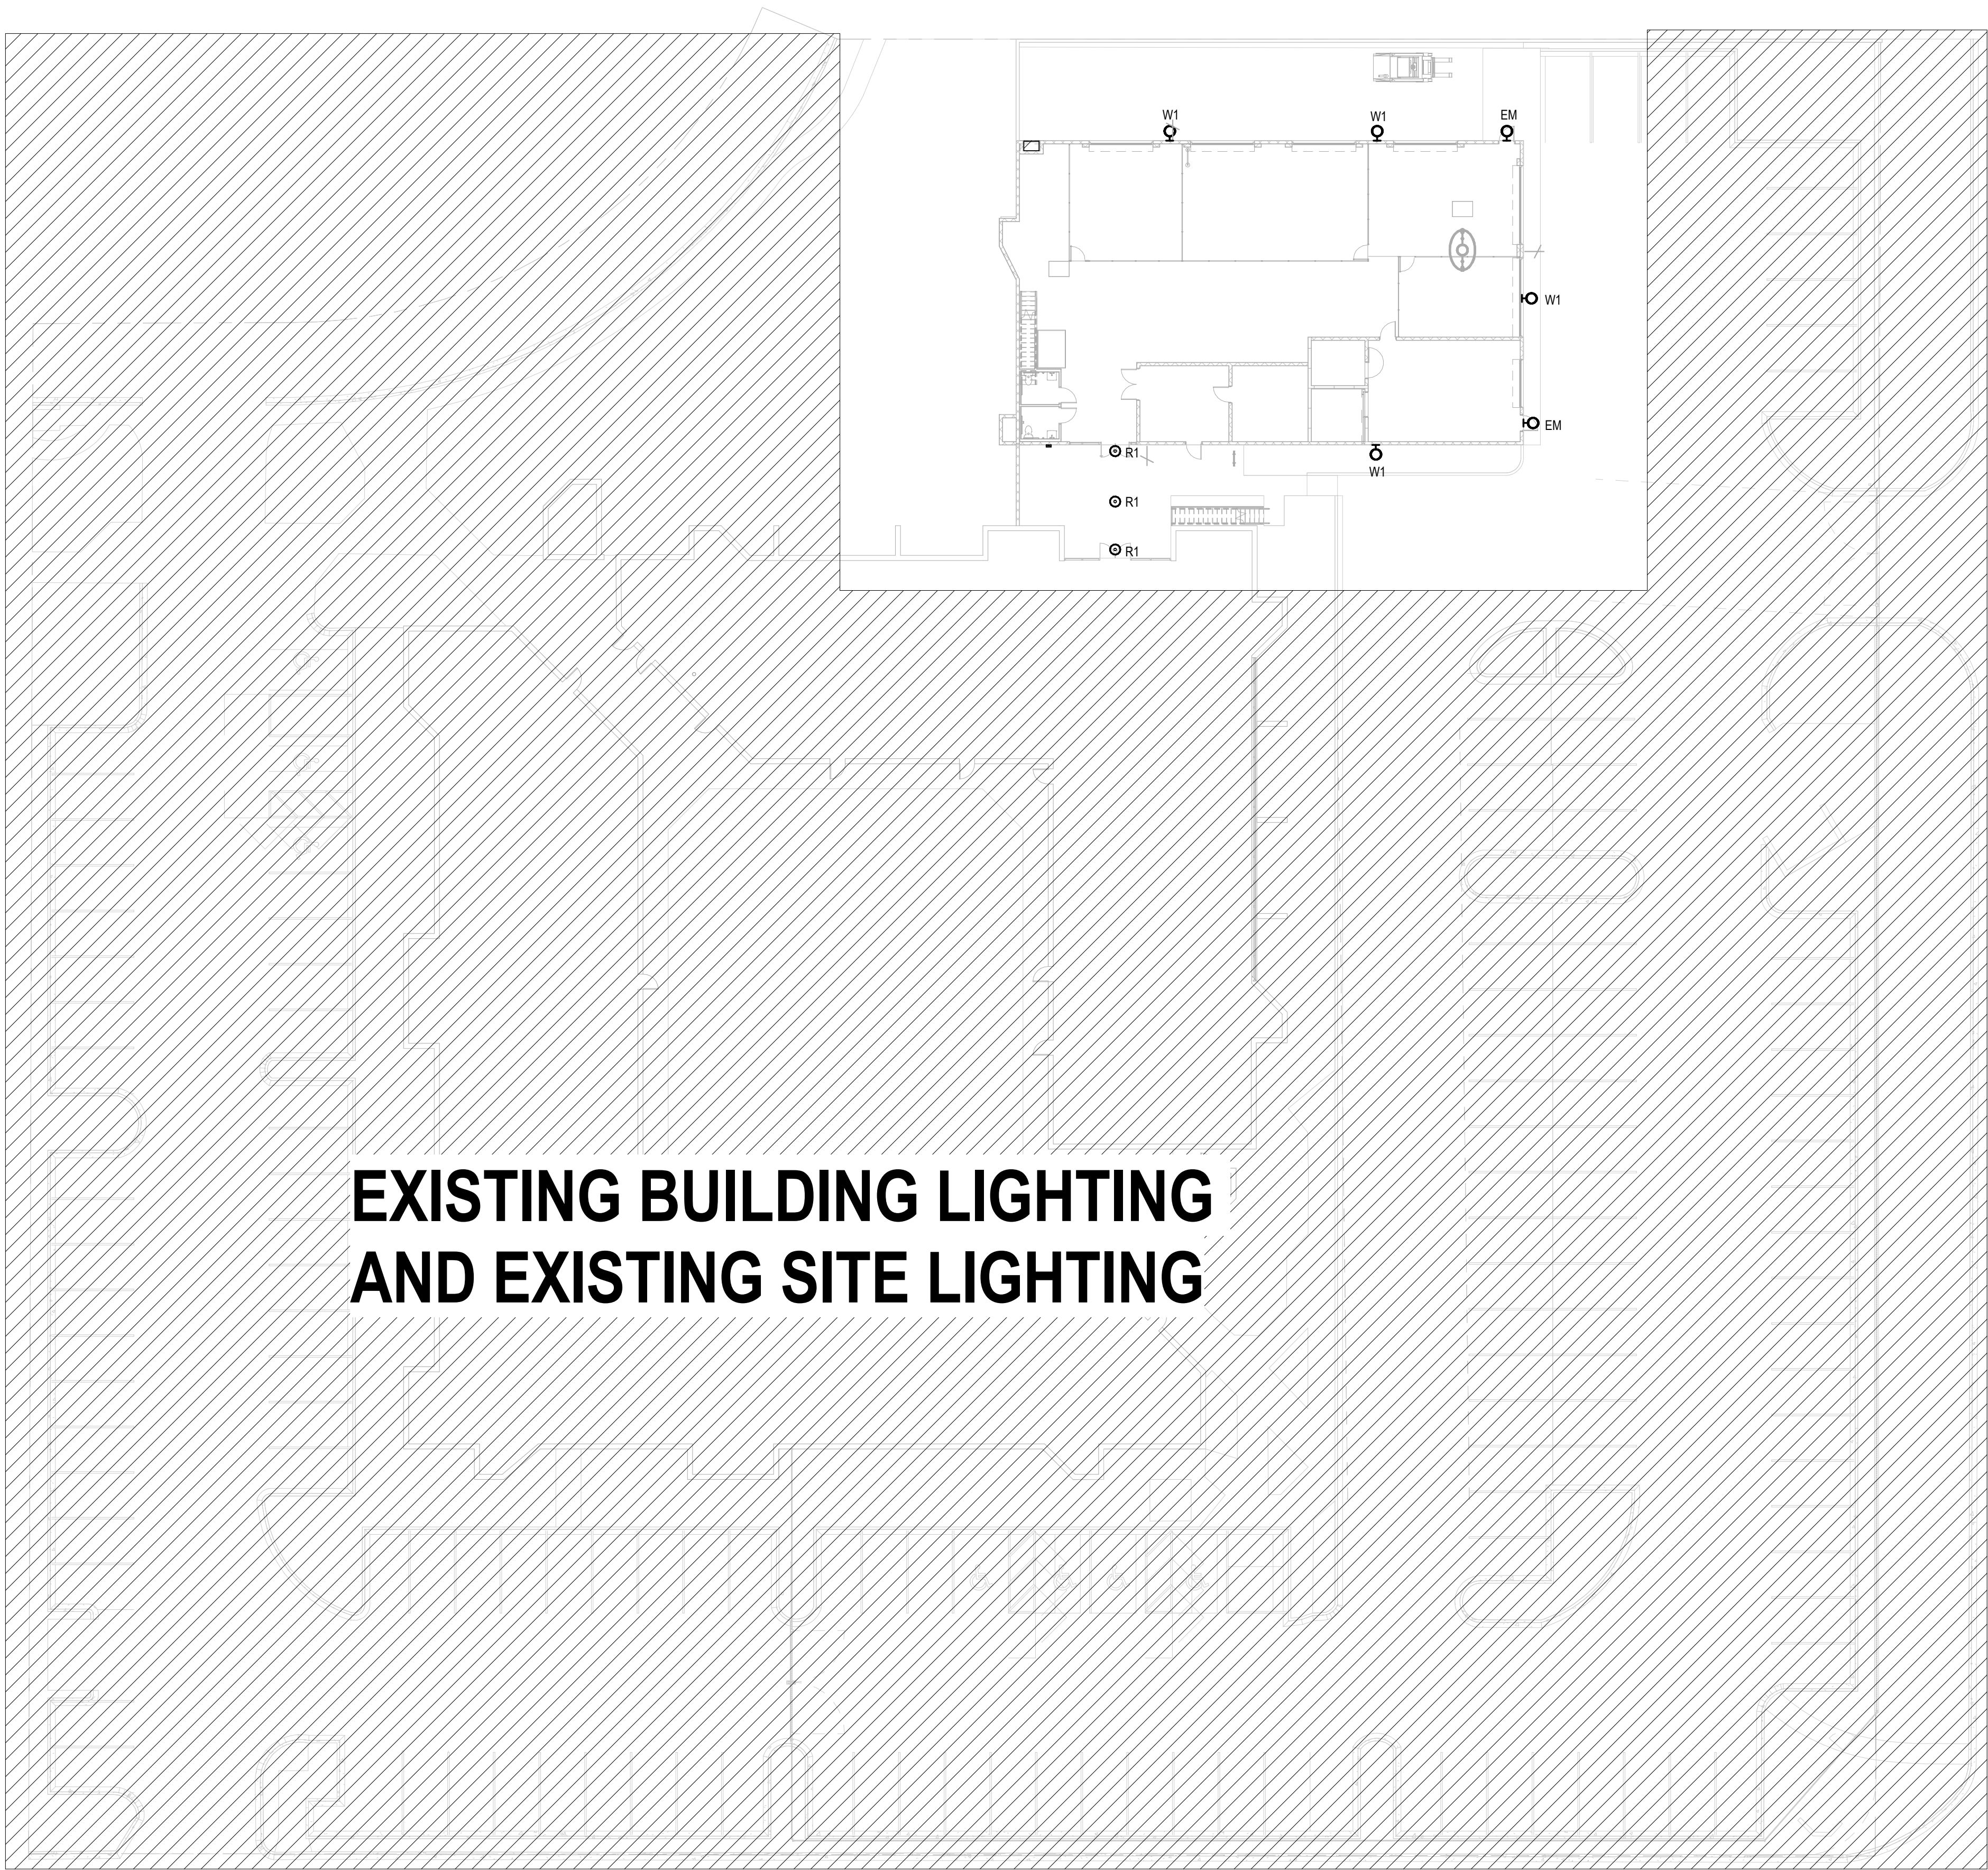 W1
W1
EM
W1
EM
R1
W1
R1
R1
EXISTING BUILDING LIGHTING
AND EXISTING SITE LIGHTING